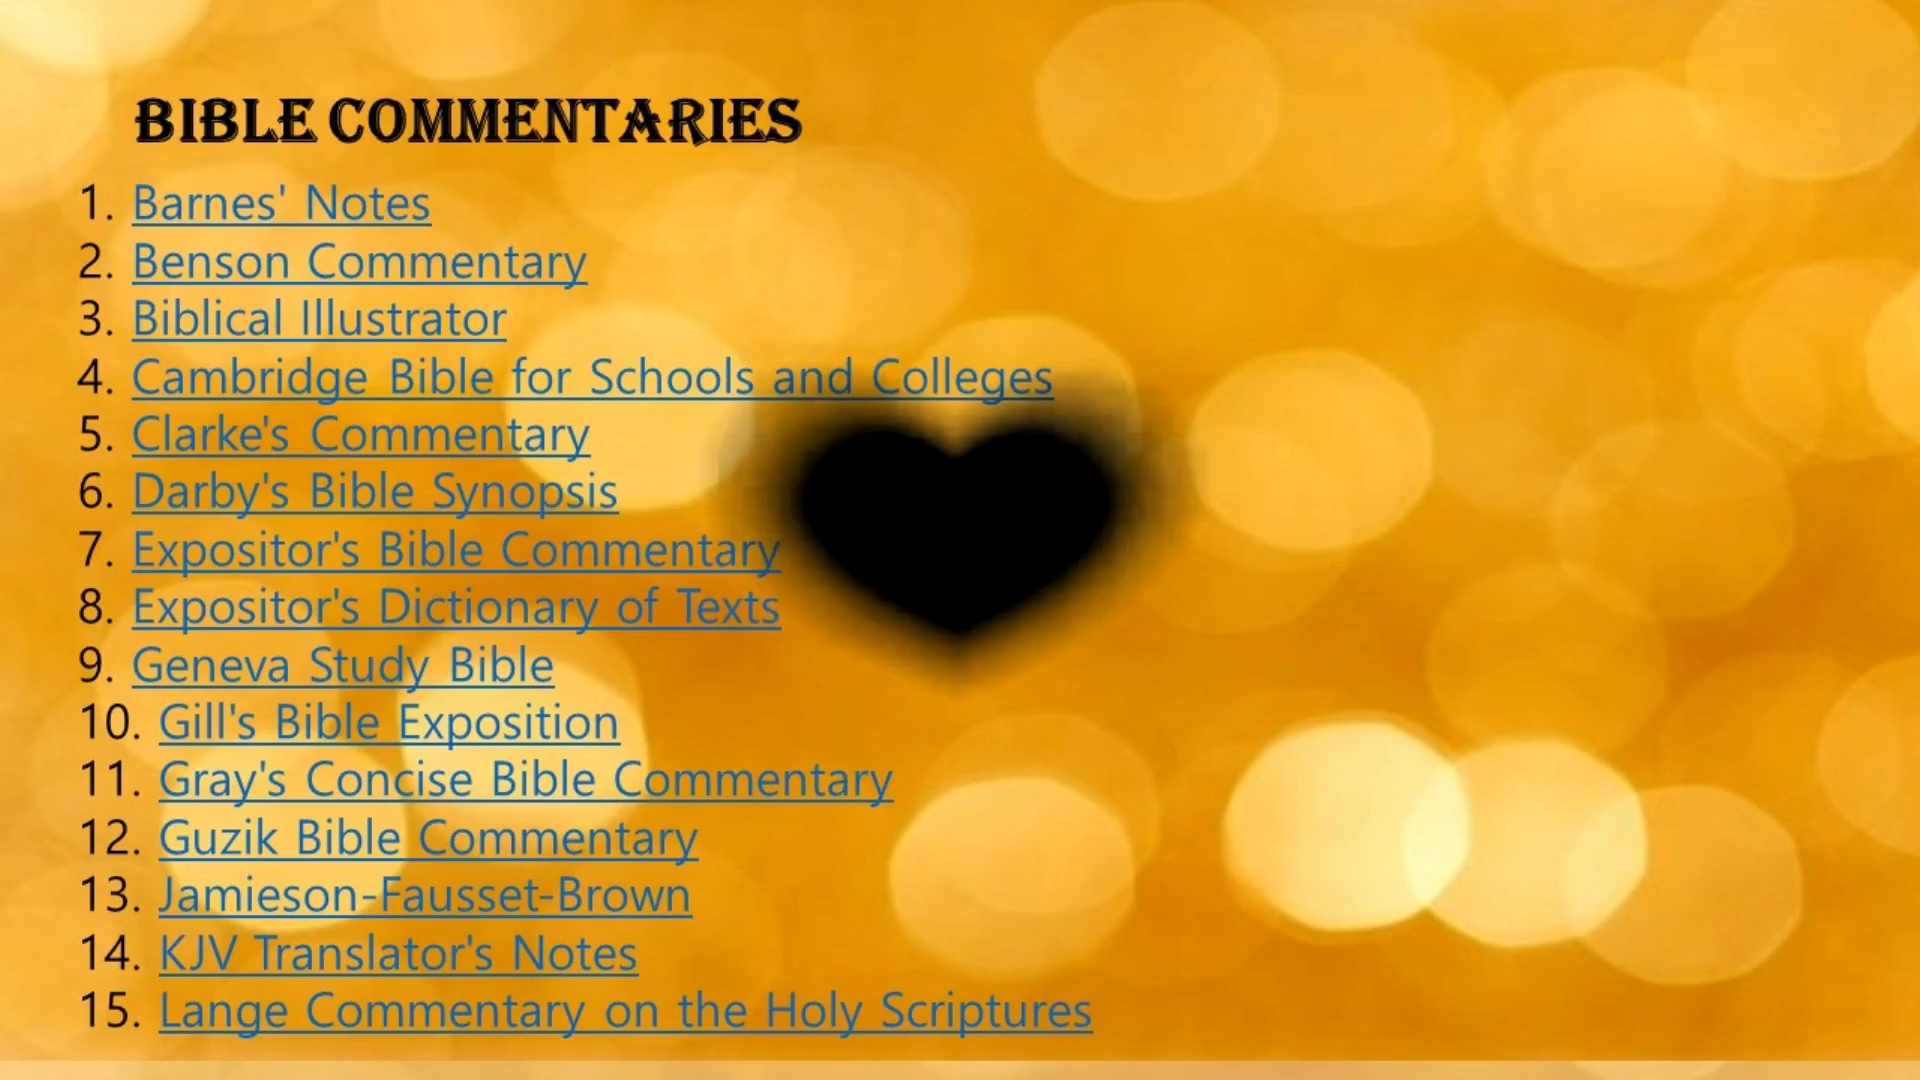 BIBLE COMMENTARIES
1. Barnes' Notes
2. Benson Commentary
3. Biblical Illustrator
4. Cambridge Bible for Schools and Colleges
5. Clarke's Commentary
6. Darby's Bible Synopsis
7. Expositor's Bible Commentary
8. Expositor's Dictionary of Texts
9. Geneva Study Bible
10. Gill's Bible Exposition
11. Gray's Concise Bible Commentary
12. Guzik Bible Commentary
13. Jamieson-Fausset-Brown
14. KJV Translator's Notes
15. Lange Commentary on the Holy Scriptures